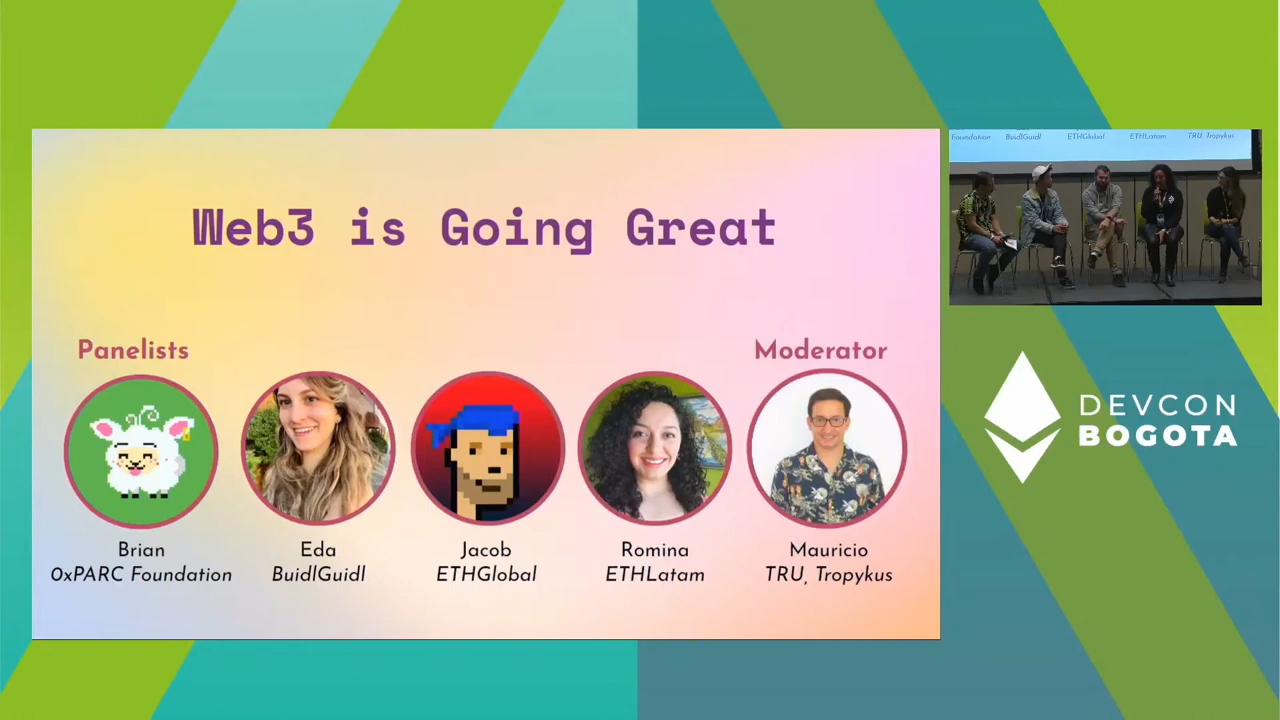 Web3 is Going Great
Panelists
Moderator
Brian
0xPARC Foundation
Eda
BuidlGuidl
Jacob
ETHGlobal
Romina
ETHLatam
Mauricio
TRU, Tropykus
Foundation
BuidlGuidl
ETHGlobal
ETHLatam
TRU, Tropykus
DEVCON
BOGOTA